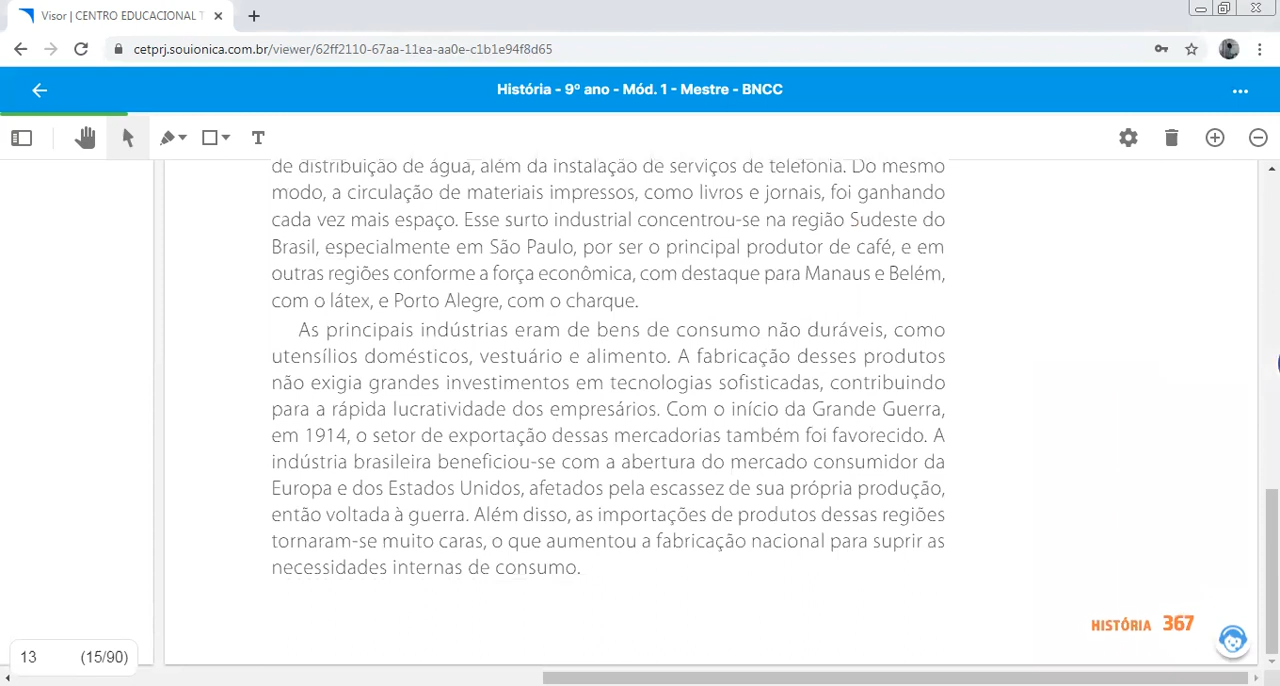 Visor | CENTRO EDUCACIONAL T
cetprj.souionica.com.br/viewer/62ff2110-67aa-11ea-aa0e-c1b1e94f8d65
História - 9º ano - Mód. 1 - Mestre - BNCC
T
de distribuição de água, além da instalação de serviços de telefonia. Do mesmo
modo, a circulação de materiais impressos, como livros e jornais, foi ganhando
cada vez mais espaço. Esse surto industrial concentrou-se na região Sudeste do
Brasil, especialmente em São Paulo, por ser o principal produtor de café, e em
outras regiões conforme a força econômica, com destaque para Manaus e Belém,
com o látex, e Porto Alegre, com o charque.
As principais indústrias eram de bens de consumo não duráveis, como
utensílios domésticos, vestuário e alimento. A fabricação desses produtos
não exigia grandes investimentos em tecnologias sofisticadas, contribuindo
para a rápida lucratividade dos empresários. Com o início da Grande Guerra,
em 1914, o setor de exportação dessas mercadorias também foi favorecido. A
indústria brasileira beneficiou-se com a abertura do mercado consumidor da
Europa e dos Estados Unidos, afetados pela escassez de sua própria produção,
então voltada à guerra. Além disso, as importações de produtos dessas regiões
tornaram-se muito caras, o que aumentou a fabricação nacional para suprir as
necessidades internas de consumo.
HISTÓRIA 367
13 (15/90)